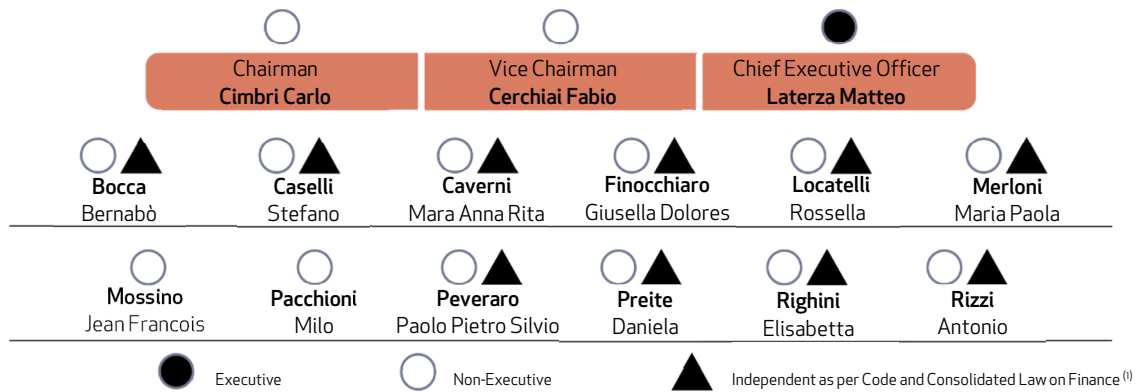 Chairman Vice Chairman Chief Executive Officer
Cimbri Carlo Cerchiai Fabio Laterza Matteo
Bocca Caselli Caverni Finocchiaro Locatelli Merloni
Bernabò Stefano Mara Anna Rita Giusella Dolores Rossella Maria Paola
Mossino Pacchioni Peveraro Preite Righini Rizzi
Jean Francois Milo Paolo Pietro Silvio Daniela Elisabetta Antonio
Executive Non-Executive Independent as per Code and Consolidated Law on Finance (1)